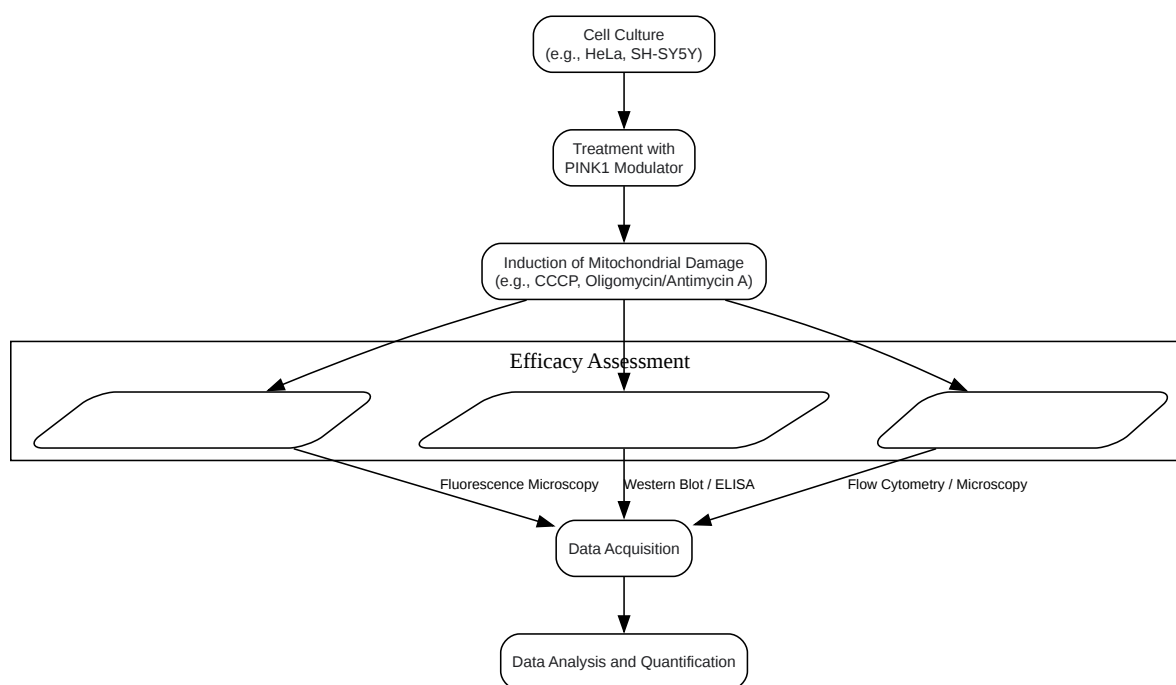 Cell Culture
(e.g., HeLa, SH-SY5Y)
Treatment with
PINK1 Modulator
Induction of Mitochondrial Damage
(e.g., CCCP, Oligomycin/Antimycin A)
Efficacy Assessment
Fluorescence Microscopy
Western Blot / ELISA
Flow Cytometry / Microscopy
Data Acquisition
Data Analysis and Quantification